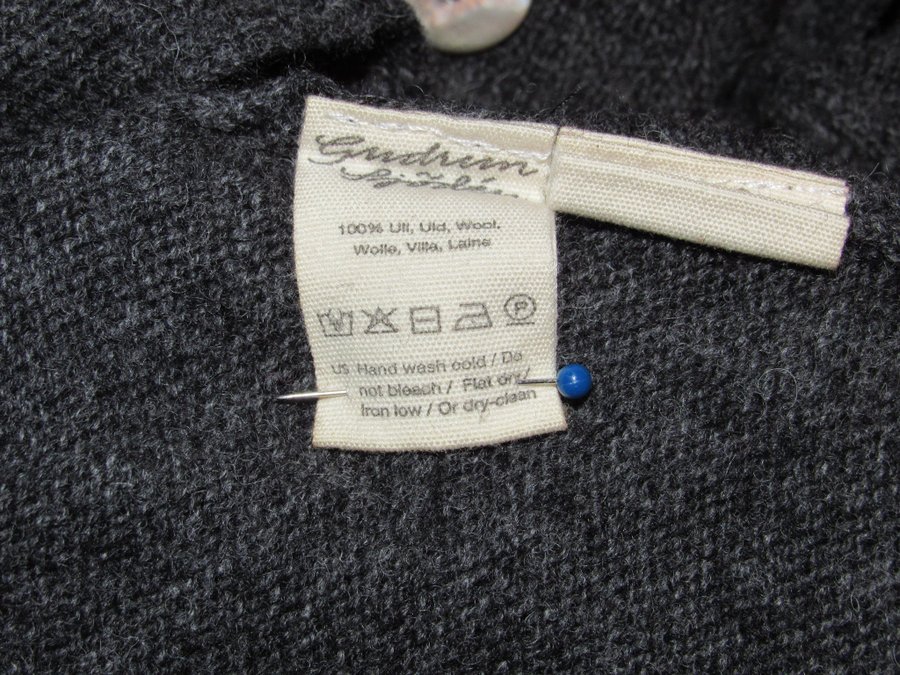 Gudrun
Sjödén
100% Ull, Uld, Wool.
Wolle, Villa, Laine
P
US Hand wash cold / Do
not bleach / Flat dry/
Iron low / Or dry-clean